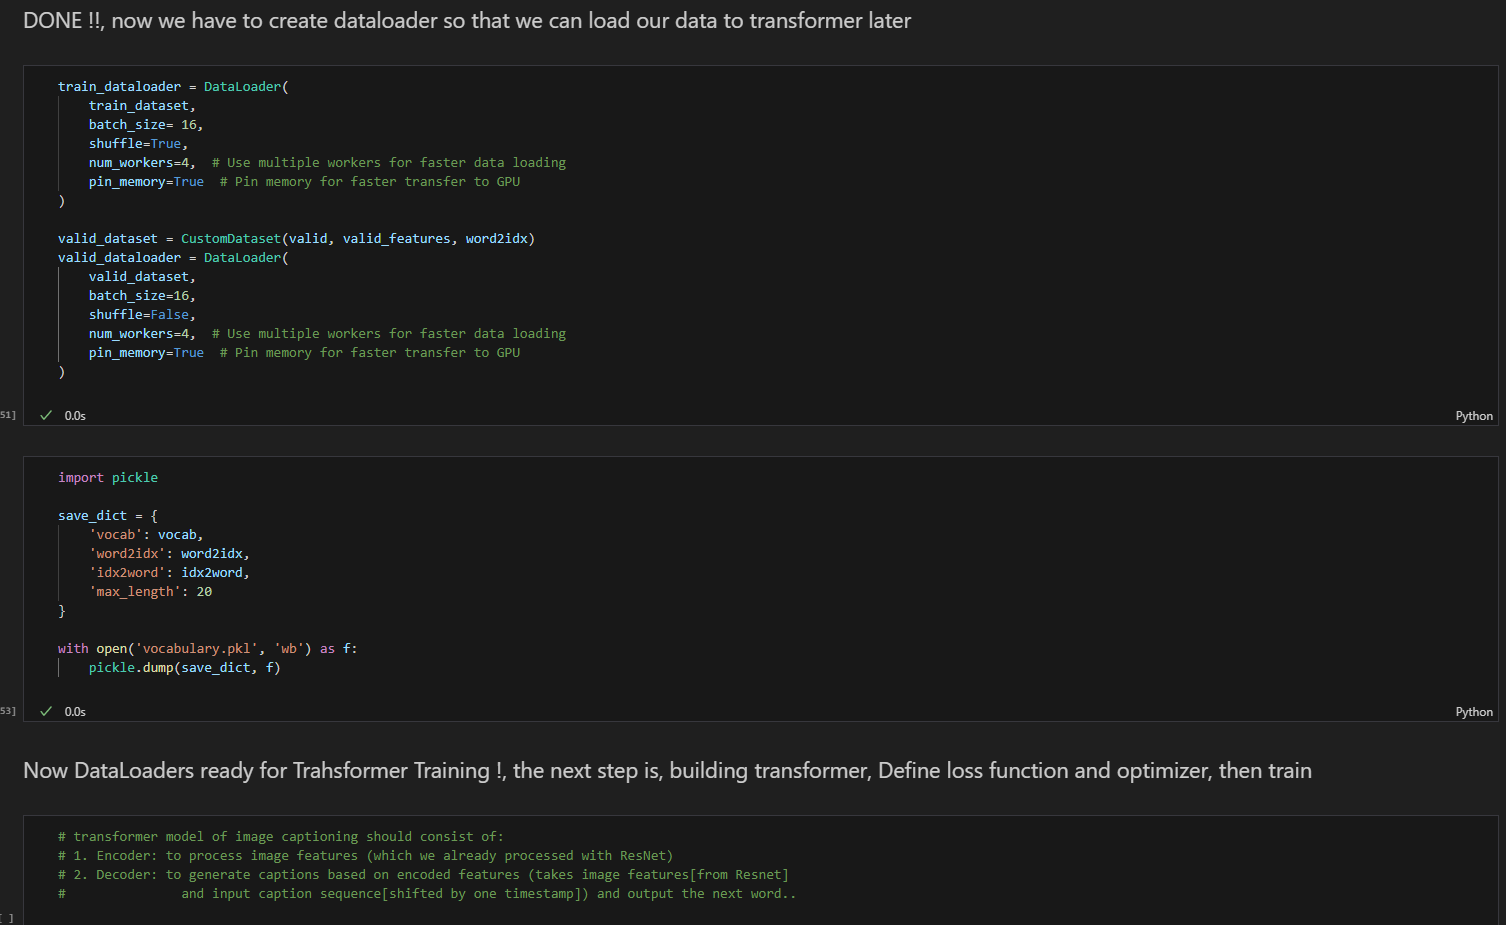 DONE !!, now we have to create dataloader so that we can load our data to transformer later
train_dataloader = DataLoader(
    train_dataset,
    batch_size= 16,
    shuffle=True,
    num_workers=4,  # Use multiple workers for faster data loading
    pin_memory=True  # Pin memory for faster transfer to GPU
)
valid_dataset = CustomDataset(valid, valid_features, word2idx)
valid_dataloader = DataLoader(
    valid_dataset,
    batch_size=16,
    shuffle=False,
    num_workers=4,  # Use multiple workers for faster data loading
    pin_memory=True  # Pin memory for faster transfer to GPU
)
51] 0.0s Python
import pickle
save_dict = {
    'vocab': vocab,
    'word2idx': word2idx,
    'idx2word': idx2word,
    'max_length': 20
}
with open('vocabulary.pkl', 'wb') as f:
    pickle.dump(save_dict, f)
53] 0.0s Python
Now DataLoaders ready for Trahsformer Training !, the next step is, building transformer, Define loss function and optimizer, then train
# transformer model of image captioning should consist of:
# 1. Encoder: to process image features (which we already processed with ResNet)
# 2. Decoder: to generate captions based on encoded features (takes image features[from Resnet]
#               and input caption sequence[shifted by one timestamp]) and output the next word..
[ ]